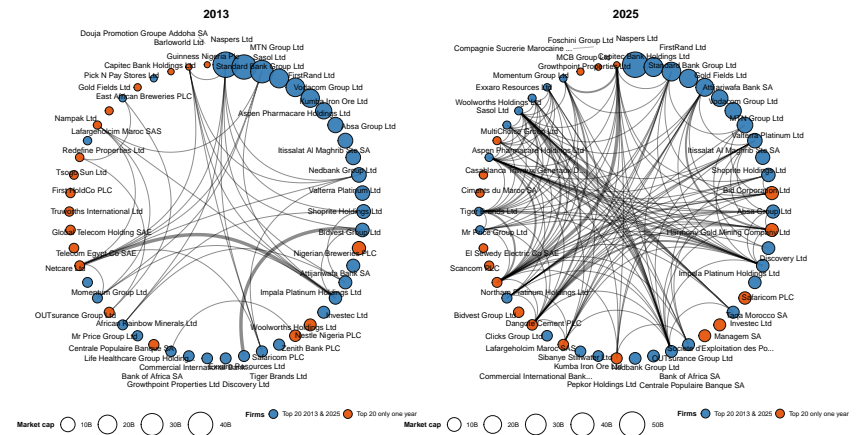 2013
Douja Promotion Groupe Addoha SA
Naspers Ltd
Barloworld Ltd
MTN Group Ltd
Guinness Nigeria Plc
Sasol Ltd
Capitec Bank Holdings Ltd
Standard Bank Group Ltd
Pick N Pay Stores Ltd
FirstRand Ltd
Gold Fields Ltd
Vodacom Group Ltd
East African Breweries PLC
Kumba Iron Ore Ltd
Nampak Ltd
Aspen Pharmacare Holdings Ltd
Lafargeholcim Maroc SAS
Absa Group Ltd
Redefine Properties Ltd
Itissalat Al Maghrib Ste SA
Tsogo Sun Ltd
Nedbank Group Ltd
First HoldCo PLC
Valterra Platinum Ltd
Truworths International Ltd
Shoprite Holdings Ltd
Global Telecom Holding SAE
Bidvest Group Ltd
Telecom Egypt Co SAE
Nigerian Breweries PLC
Netcare Ltd
Attijariwafa Bank SA
Momentum Group Ltd
Impala Platinum Holdings Ltd
OUTsurance Group Ltd
Investec Ltd
African Rainbow Minerals Ltd
Woolworths Holdings Ltd
Mr Price Group Ltd
Nestle Nigeria PLC
Centrale Populaire Banque SA
Zenith Bank PLC
Life Healthcare Group Holding
Safaricom PLC
Commercial International Bank
Exxaro Resources Ltd
Bank of Africa SA
Tiger Brands Ltd
Growthpoint Properties Ltd
Discovery Ltd
Market cap
10B
20B
30B
40B
Firms
Top 20 2013 & 2025
Top 20 only one year
2025
Foschini Group Ltd
Naspers Ltd
Compagnie Sucrerie Marocaine ...
FirstRand Ltd
MCB Group Ltd
Capitec Bank Holdings Ltd
Growthpoint Properties Ltd
Standard Bank Group Ltd
Momentum Group Ltd
Gold Fields Ltd
Exxaro Resources Ltd
Attijariwafa Bank SA
Woolworths Holdings Ltd
Vodacom Group Ltd
Sasol Ltd
MTN Group Ltd
MultiChoice Group Ltd
Valterra Platinum Ltd
Aspen Pharmacare Holdings Ltd
Itissalat Al Maghrib Ste SA
Shoprite Holdings Ltd
Ciments du Maroc SA
Bid Corporation Ltd
Tiger Brands Ltd
Absa Group Ltd
Mr Price Group Ltd
Harmony Gold Mining Company Ltd
El Sewedy Electric Co SAE
Discovery Ltd
Scancom PLC
Impala Platinum Holdings Ltd
Northam Platinum Holdings Ltd
Safaricom PLC
Bidvest Group Ltd
Taqa Morocco SA
Dangote Cement PLC
Investec Ltd
Clicks Group Ltd
Managem SA
Lafargeholcim Maroc SAS
Societe d'Exploitation des Po...
Sibanye Stillwater Ltd
OUTsurance Group Ltd
Kumba Iron Ore Ltd
Nedbank Group Ltd
Commercial International Bank...
Bank of Africa SA
Pepkor Holdings Ltd
Centrale Populaire Banque SA
Market cap
10B
20B
30B
40B
50B
Firms
Top 20 2013 & 2025
Top 20 only one year